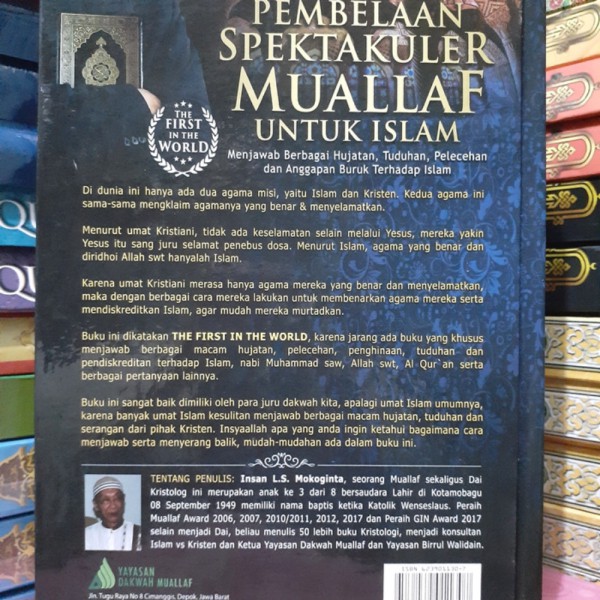 PEMBELAAN
SPEKTAKULER
MUALLAF
UNTUK ISLAM
THE
FIRST
IN THE
WORLD
Menjawab Berbagai Hujatan, Tuduhan, Pelecehan
dan Anggapan Buruk Terhadap Islam
Di dunia ini hanya ada dua agama misi, yaitu Islam dan Kristen. Kedua agama ini
sama-sama mengklaim agamanya yang benar & menyelamatkan.
Menurut umat Kristiani, tidak ada keselamatan selain melalui Yesus, mereka yakin
Yesus itu sang juru selamat penebus dosa. Menurut Islam, agama yang benar dan
diridhoi Allah swt hanyalah Islam.
Karena umat Kristiani merasa hanya agama mereka yang benar dan menyelamatkan,
maka dengan berbagai cara mereka lakukan untuk membenarkan agama mereka serta
mendiskreditkan Islam, agar mudah mereka murtadkan.
Buku ini dikatakan THE FIRST IN THE WORLD, karena jarang ada buku yang khusus
menjawab berbagai macam hujatan, pelecehan, penghinaan, tuduhan dan
pendiskreditan terhadap Islam, nabi Muhammad saw, Allah swt, Al Qur`an serta
berbagai pertanyaan lainnya.
Buku ini sangat baik dimiliki oleh para juru dakwah kita, apalagi umat Islam umumnya,
karena banyak umat Islam kesulitan menjawab berbagai macam hujatan, tuduhan dan
serangan dari pihak Kristen. Insyaallah apa yang anda ingin ketahui bagaimana cara
menjawab serta menyerang balik, mudah-mudahan ada dalam buku ini.
TENTANG PENULIS: Insan L.S. Mokoginta, seorang Muallaf sekaligus Dai
Kristolog ini merupakan anak ke 3 dari 8 bersaudara Lahir di Kotamobagu
08 September 1949 memiliki nama baptis ketika Katolik Wenseslaus. Peraih
Muallaf Award 2006, 2007, 2010/2011, 2012, 2017 dan Peraih GIN Award 2017
selain menjadi Dai, beliau menulis 50 lebih buku Kristologi, menjadi konsultan
Islam vs Kristen dan Ketua Yayasan Dakwah Muallaf dan Yayasan Birrul Walidain.
YAYASAN
DAKWAH MUALLAF
Jln. Tugu Raya No 8 Cimanggis, Depok, Jawa Barat